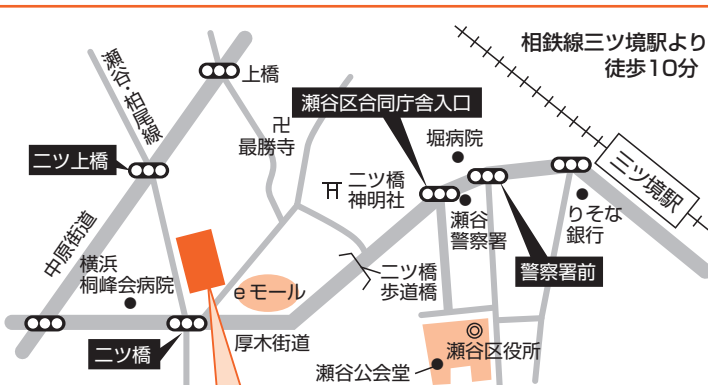 相鉄線三ツ境駅より
徒歩10分
瀬谷・柏尾線
上橋
卍
最勝寺
瀬谷区合同庁舎入口
堀病院
二ツ上橋
二ツ橋
神明社
瀬谷
警察署
りそな
銀行
三ツ境駅
中原街道
横浜
桐峰会病院
eモール
二ツ橋
歩道橋
警察署前
二ツ橋
厚木街道
瀬谷区役所
瀬谷公会堂